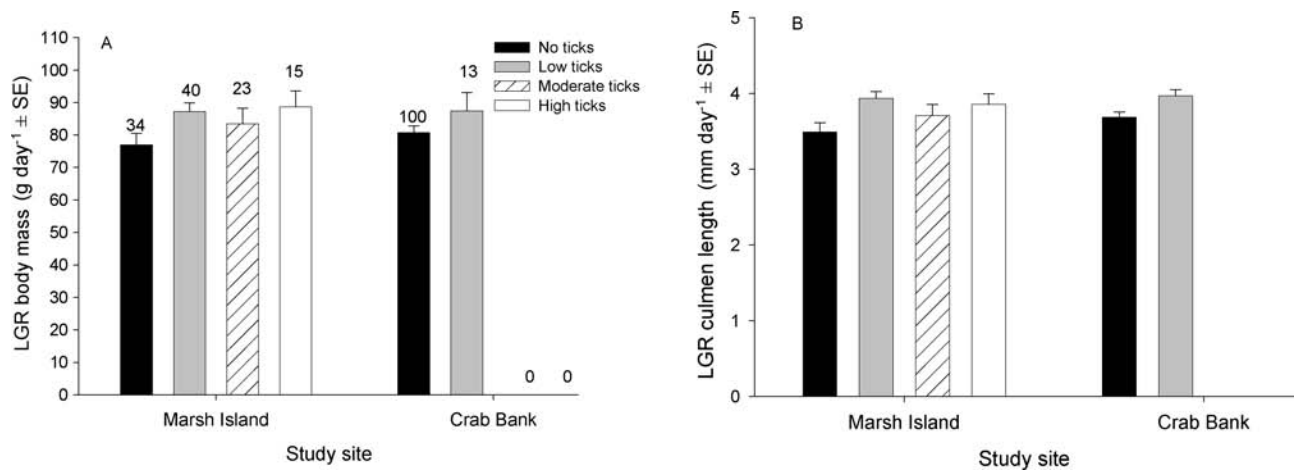 A
LGR body mass (g day⁻¹ ± SE)
110
100
90
80
70
60
50
40
30
20
10
0
34
40
23
15
100
13
0 0
No ticks
Low ticks
Moderate ticks
High ticks
Marsh Island
Crab Bank
Study site
B
LGR culmen length (mm day⁻¹ ± SE)
5
4
3
2
1
0
Marsh Island
Crab Bank
Study site